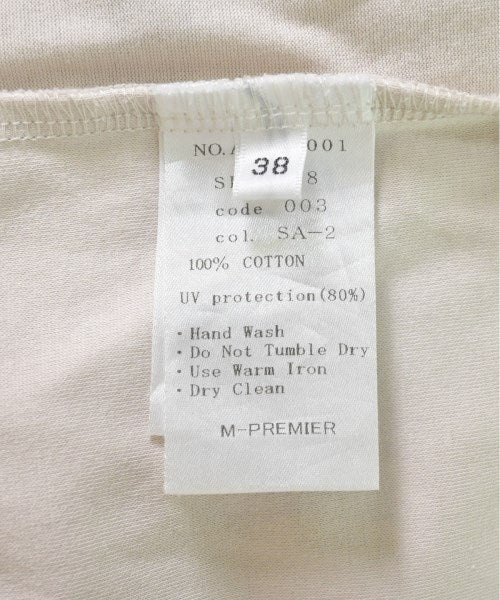 38
NO. 001
8
code 003
col. SA-2
100% COTTON
UV protection(80%)
・Hand Wash
・Do Not Tumble Dry
・Use Warm Iron
・Dry Clean
M-PREMIER